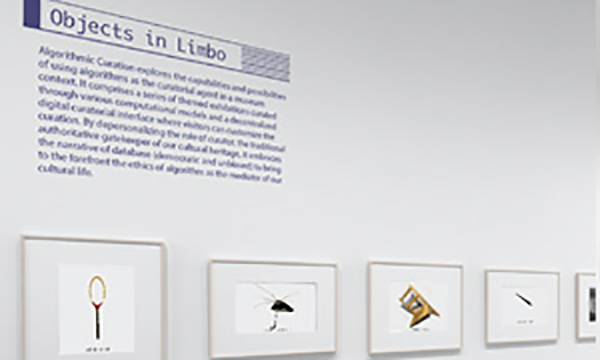 Objects in Limbo
Algorithmic Curation explores the capabilities and possibilities
of using algorithms as the curatorial agent in a museum
context. It comprises a series of themed exhibitions curated
through various computational models and a decentralized
digital curatorial interface where visitors can customize the
curation. By depersonalizing the role of curator, the traditional
authoritative gatekeeper of our cultural heritage, it embraces
the narrative of database (democratic and unbiased) to bring
to the forefront the ethics of algorithm as the mediator of our
cultural life.